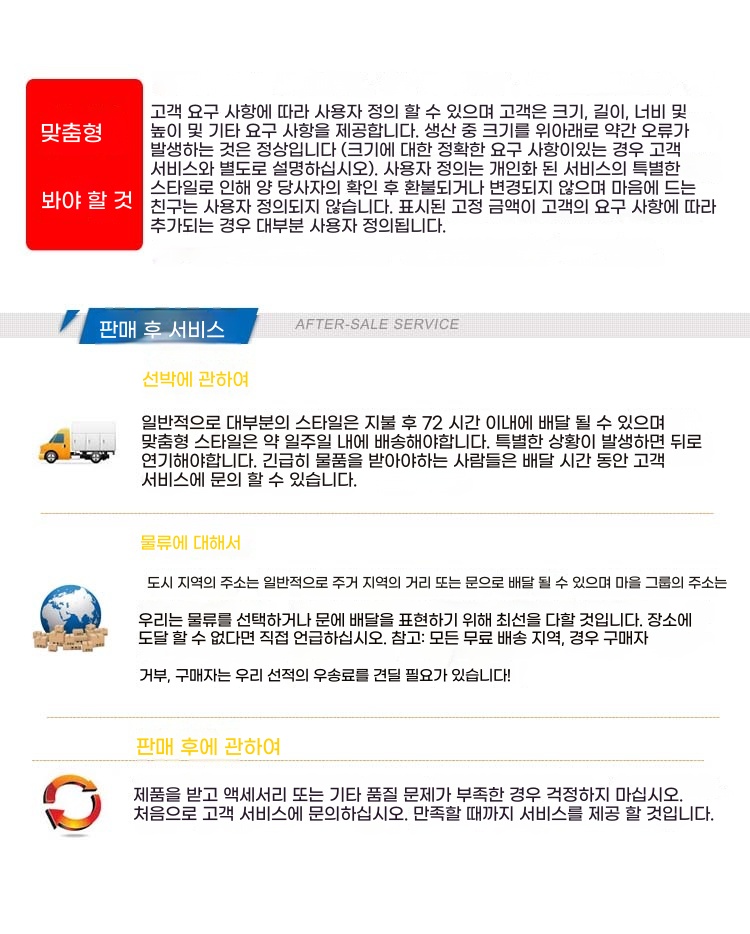 맞춤형
봐야 할 것
고객 요구 사항에 따라 사용자 정의 할 수 있으며 고객은 크기, 길이, 너비 및
높이 및 기타 요구 사항을 제공합니다. 생산 중 크기를 위아래로 약간 오류가
발생하는 것은 정상입니다 (크기에 대한 정확한 요구 사항이있는 경우 고객
서비스와 별도로 설명하십시오). 사용자 정의는 개인화 된 서비스의 특별한
스타일로 인해 양 당사자의 확인 후 환불되거나 변경되지 않으며 마음에 드는
친구는 사용자 정의되지 않습니다. 표시된 고정 금액이 고객의 요구 사항에 따라
추가되는 경우 대부분 사용자 정의됩니다.
판매 후 서비스
AFTER-SALE SERVICE
선박에 관하여
일반적으로 대부분의 스타일은 지불 후 72 시간 이내에 배달 될 수 있으며
맞춤형 스타일은 약 일주일 내에 배송해야합니다. 특별한 상황이 발생하면 뒤로
연기해야합니다. 긴급히 물품을 받아야하는 사람들은 배달 시간 동안 고객
서비스에 문의 할 수 있습니다.
물류에 대해서
도시 지역의 주소는 일반적으로 주거 지역의 거리 또는 문으로 배달 될 수 있으며 마을 그룹의 주소는
우리는 물류를 선택하거나 문에 배달을 표현하기 위해 최선을 다할 것입니다. 장소에
도달 할 수 없다면 직접 언급하십시오. 참고: 모든 무료 배송 지역, 경우 구매자
거부, 구매자는 우리 선적의 우송료를 견딜 필요가 있습니다!
판매 후에 관하여
제품을 받고 액세서리 또는 기타 품질 문제가 부족한 경우 걱정하지 마십시오.
처음으로 고객 서비스에 문의하십시오. 만족할 때까지 서비스를 제공 할 것입니다.